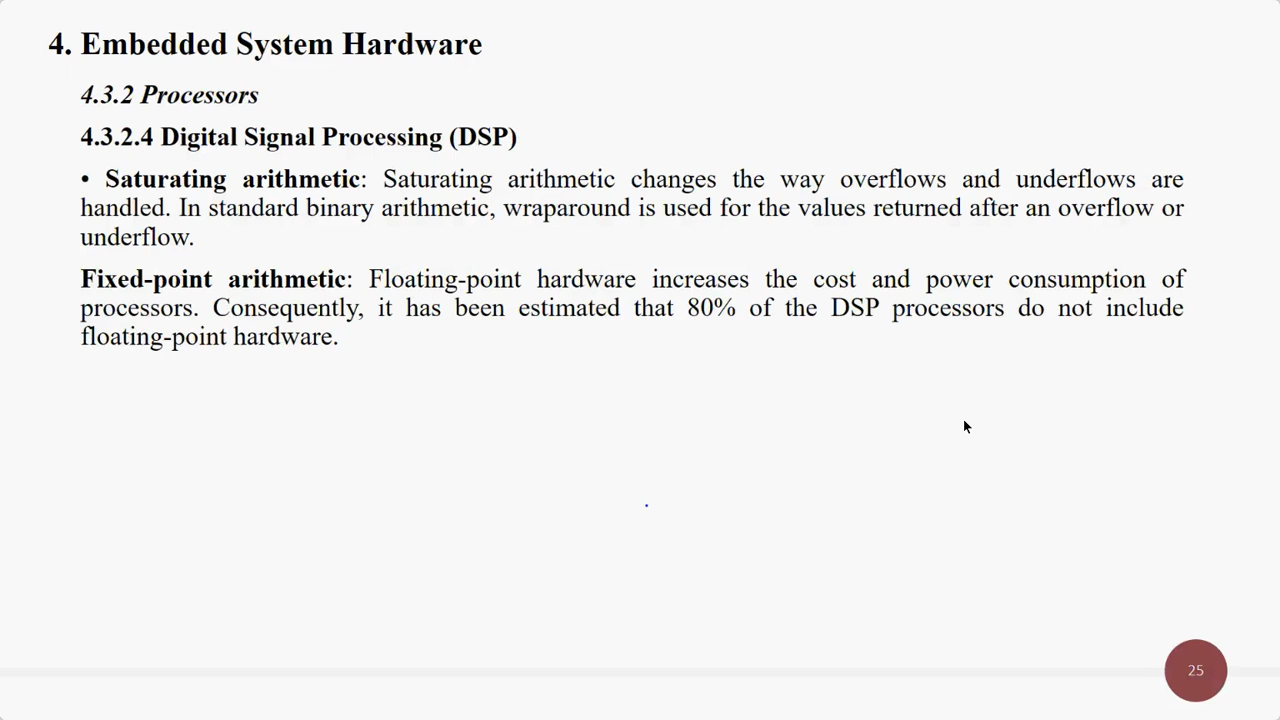 4. Embedded System Hardware
4.3.2 Processors
4.3.2.4 Digital Signal Processing (DSP)
• Saturating arithmetic: Saturating arithmetic changes the way overflows and underflows are
handled. In standard binary arithmetic, wraparound is used for the values returned after an overflow or
underflow.
Fixed-point arithmetic: Floating-point hardware increases the cost and power consumption of
processors. Consequently, it has been estimated that 80% of the DSP processors do not include
floating-point hardware.
25